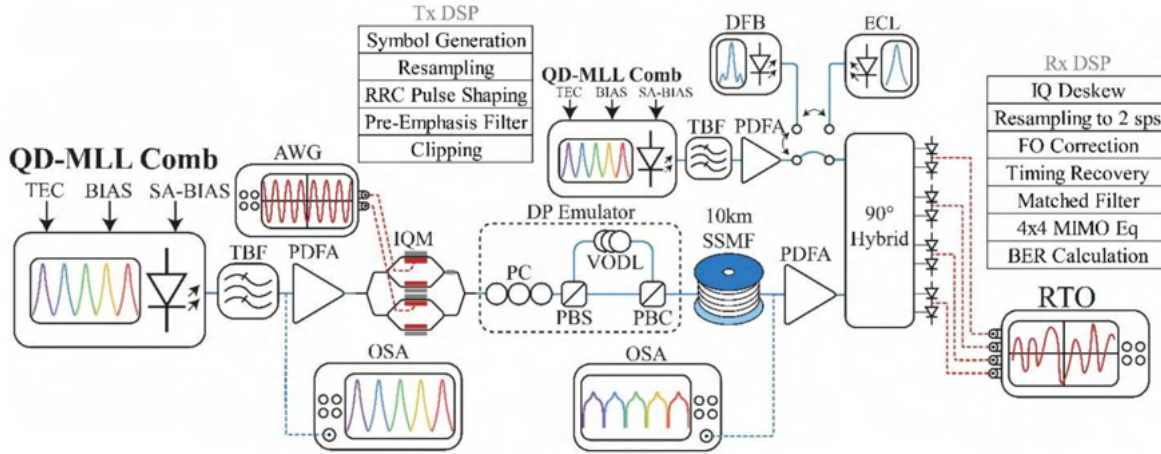 Tx DSP
Symbol Generation
Resampling
RRC Pulse Shaping
Pre-Emphasis Filter
Clipping
DFB
ECL
QD-MLL Comb
TEC BIAS SA-BIAS
TBF
PDFA
Rx DSP
IQ Deskew
Resampling to 2 sps
FO Correction
Timing Recovery
Matched Filter
4x4 MIMO Eq
BER Calculation
QD-MLL Comb
TEC BIAS SA-BIAS
TBF
PDFA
AWG
IQM
DP Emulator
VODL
PC
PBS
PBC
10km
SSMF
PDFA
90°
Hybrid
RTO
OSA
OSA